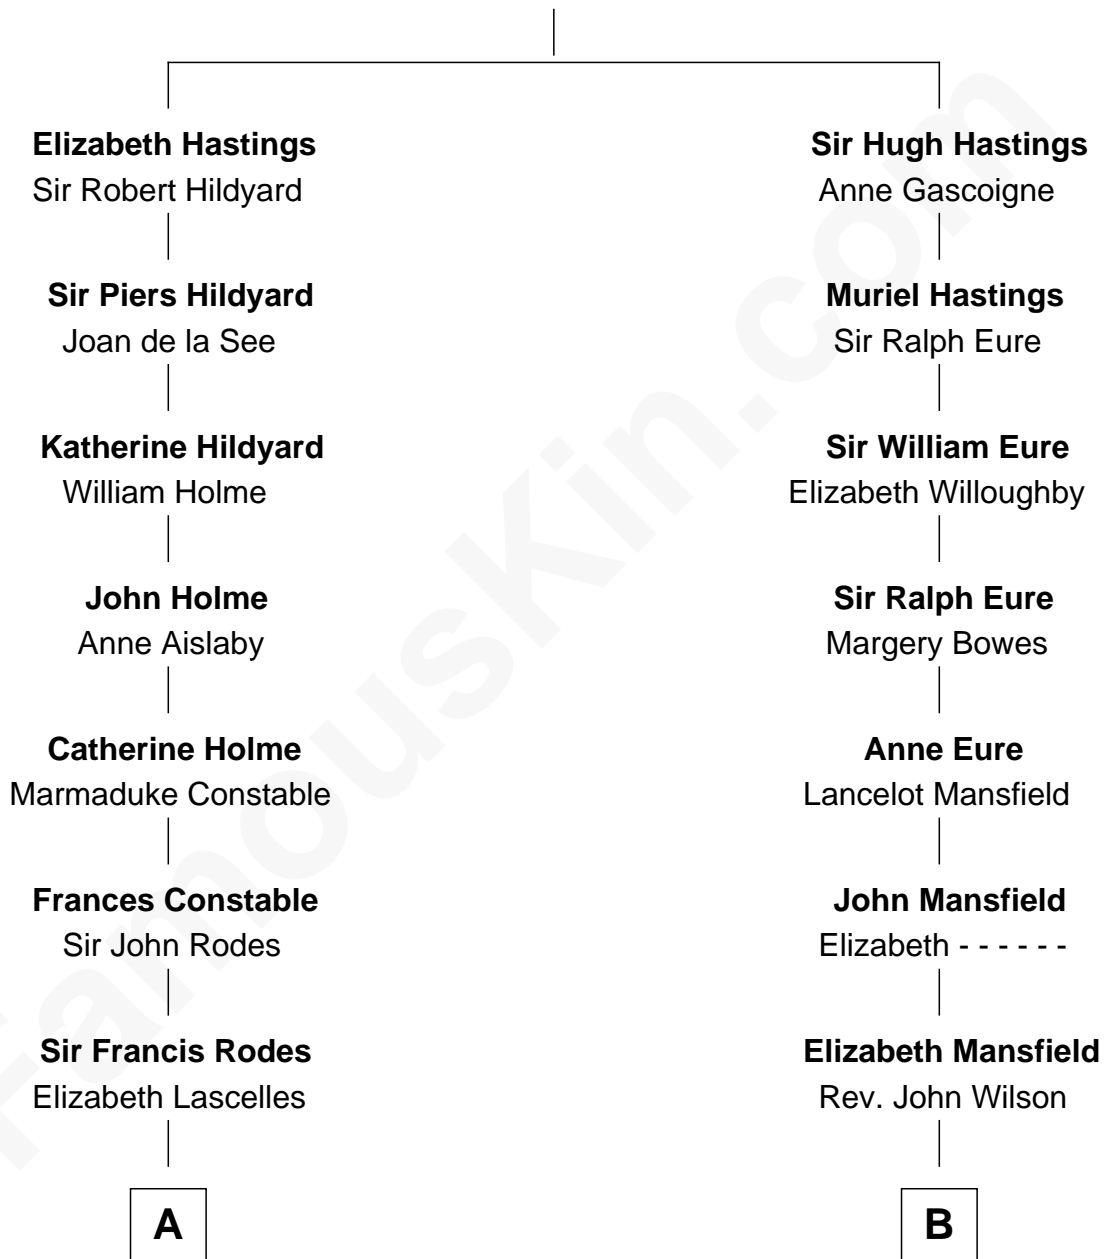 Elizabeth Hastings
Sir Robert Hildyard
Sir Piers Hildyard
Joan de la See
Katherine Hildyard
William Holme
John Holme
Anne Aislaby
Catherine Holme
Marmaduke Constable
Frances Constable
Sir John Rodes
Sir Francis Rodes
Elizabeth Lascelles
A
Sir Hugh Hastings
Anne Gascoigne
Muriel Hastings
Sir Ralph Eure
Sir William Eure
Elizabeth Willoughby
Sir Ralph Eure
Margery Bowes
Anne Eure
Lancelot Mansfield
John Mansfield
Elizabeth - - - - - -
Elizabeth Mansfield
Rev. John Wilson
B
FamousKin.com